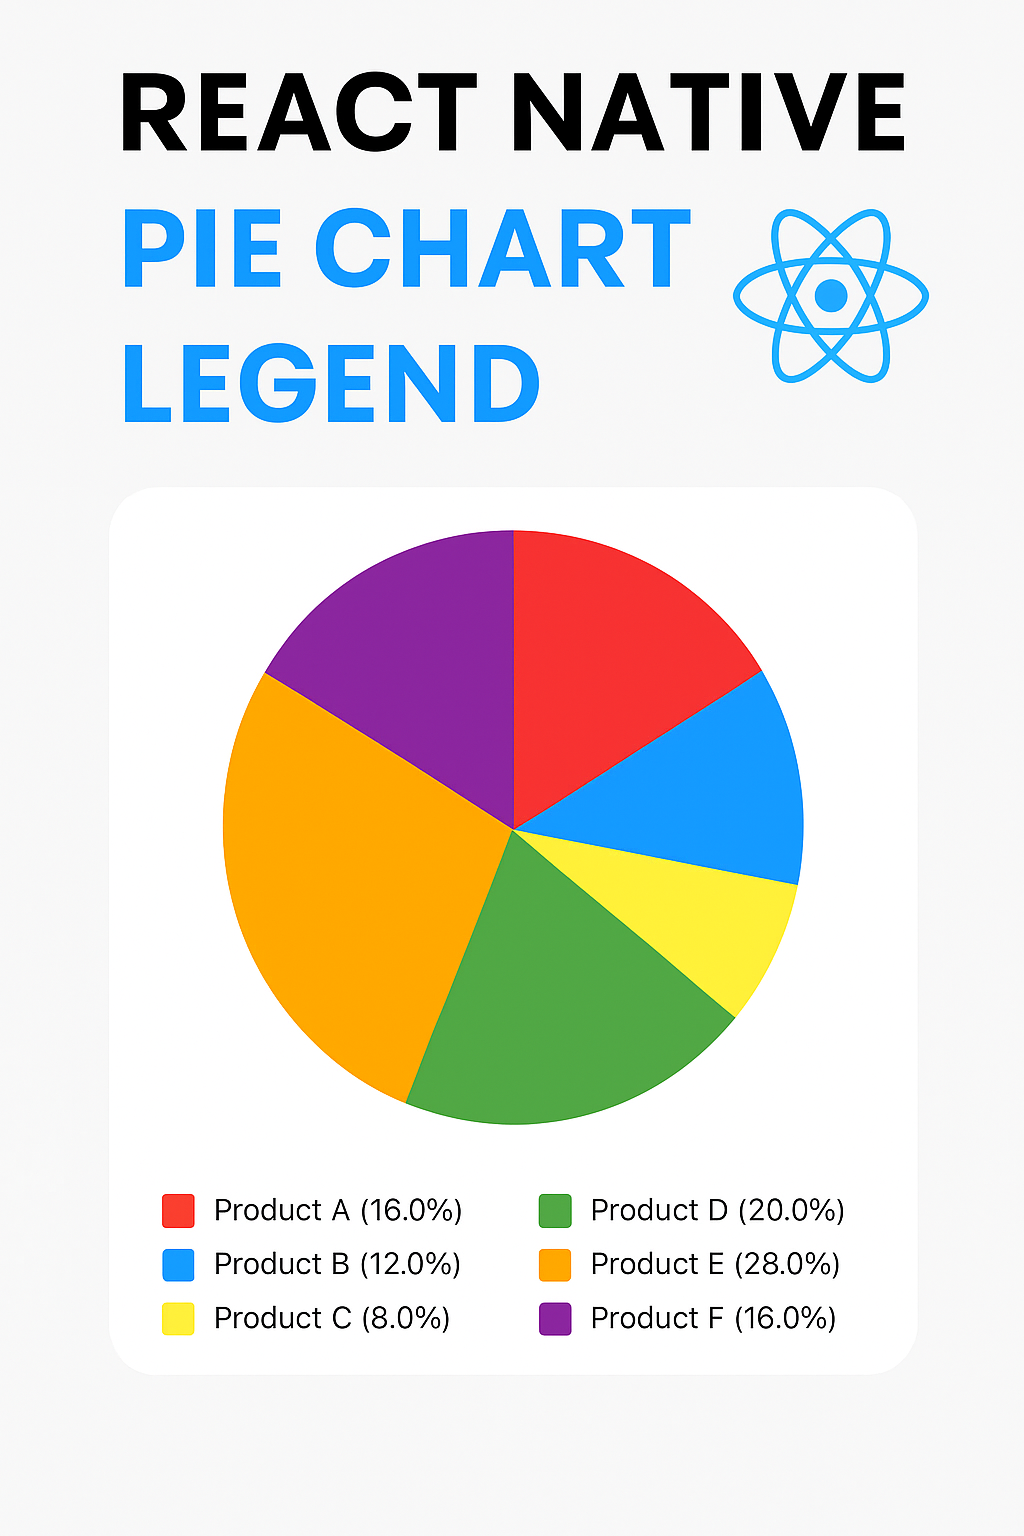 REACT NATIVE
PIE CHART
LEGEND
Product A (16.0%)
Product B (12.0%)
Product C (8.0%)
Product D (20.0%)
Product E (28.0%)
Product F (16.0%)